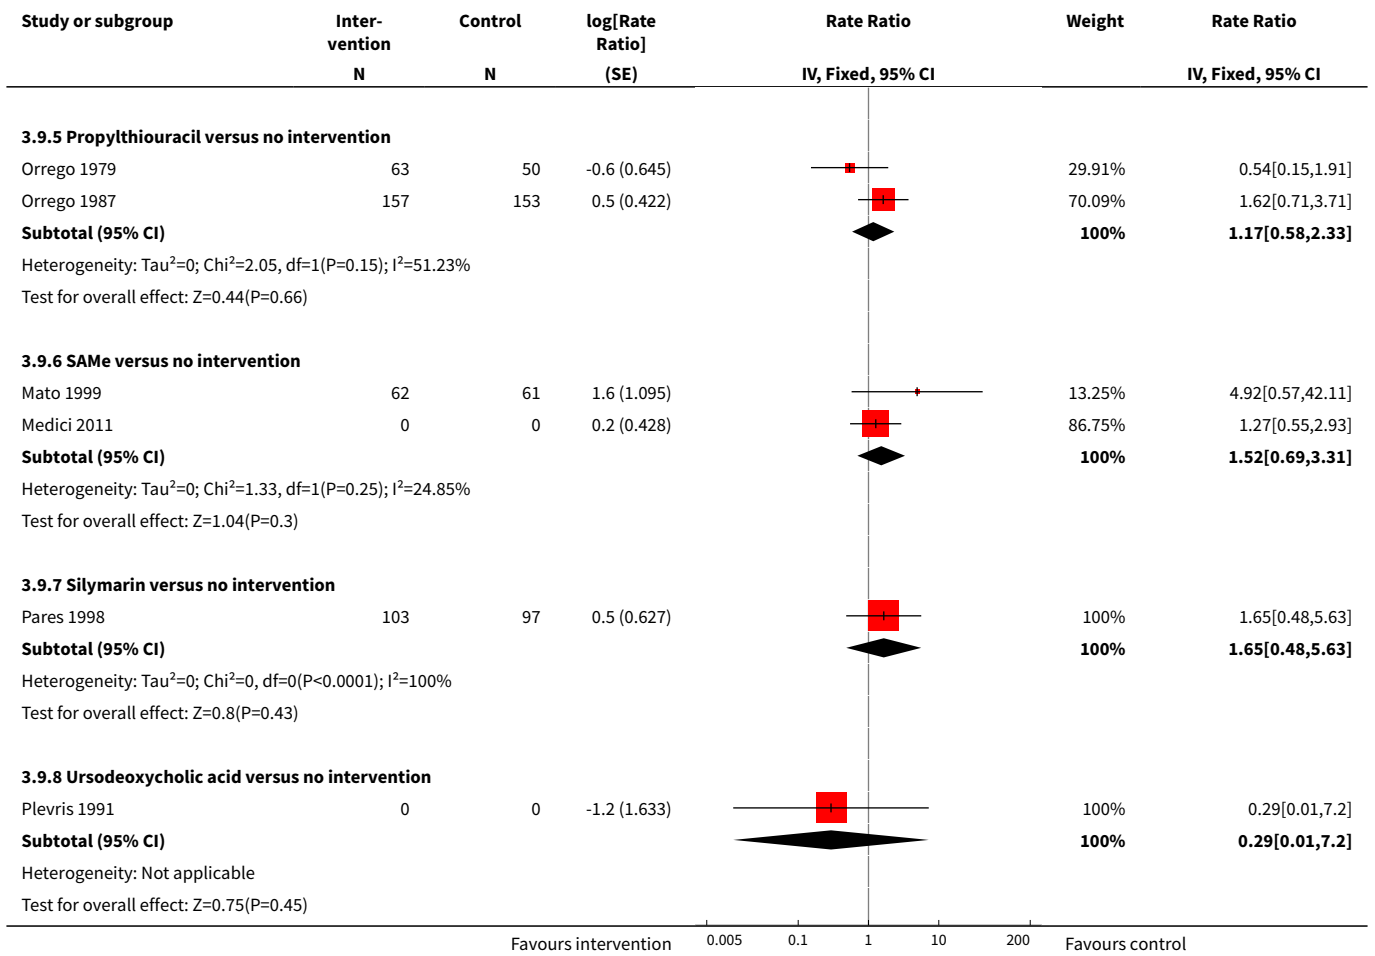 Study or subgroup Inter-vention Control log[Rate Ratio] Rate Ratio Weight Rate Ratio
N N (SE) IV, Fixed, 95% CI IV, Fixed, 95% CI
3.9.5 Propylthiouracil versus no intervention
Orrego 1979 63 50 -0.6 (0.645) 29.91% 0.54[0.15,1.91]
Orrego 1987 157 153 0.5 (0.422) 70.09% 1.62[0.71,3.71]
Subtotal (95% CI) 100% 1.17[0.58,2.33]
Heterogeneity: Tau²=0; Chi²=2.05, df=1(P=0.15); I²=51.23%
Test for overall effect: Z=0.44(P=0.66)
3.9.6 SAMe versus no intervention
Mato 1999 62 61 1.6 (1.095) 13.25% 4.92[0.57,42.11]
Medici 2011 0 0 0.2 (0.428) 86.75% 1.27[0.55,2.93]
Subtotal (95% CI) 100% 1.52[0.69,3.31]
Heterogeneity: Tau²=0; Chi²=1.33, df=1(P=0.25); I²=24.85%
Test for overall effect: Z=1.04(P=0.3)
3.9.7 Silymarin versus no intervention
Pares 1998 103 97 0.5 (0.627) 100% 1.65[0.48,5.63]
Subtotal (95% CI) 100% 1.65[0.48,5.63]
Heterogeneity: Tau²=0; Chi²=0, df=0(P<0.0001); I²=100%
Test for overall effect: Z=0.8(P=0.43)
3.9.8 Ursodeoxycholic acid versus no intervention
Plevris 1991 0 0 -1.2 (1.633) 100% 0.29[0.01,7.2]
Subtotal (95% CI) 100% 0.29[0.01,7.2]
Heterogeneity: Not applicable
Test for overall effect: Z=0.75(P=0.45)
Favours intervention 0.005 0.1 1 10 200 Favours control